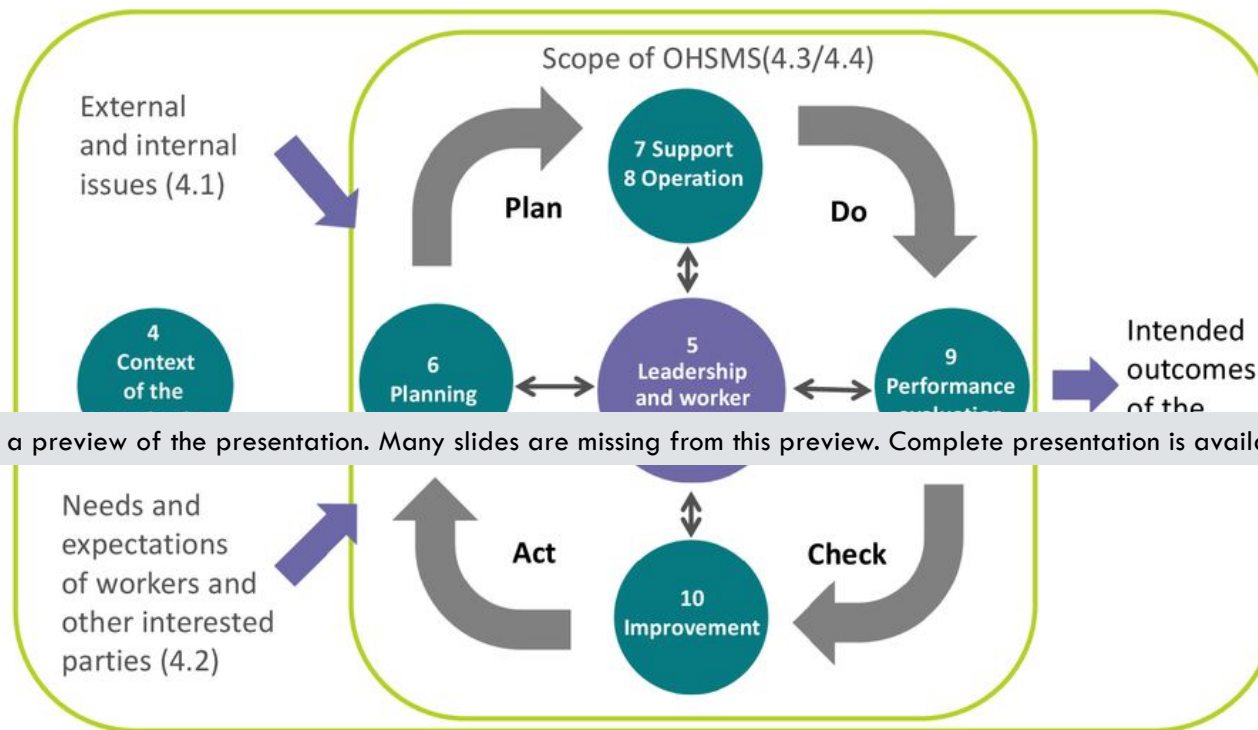 Scope of OHSMS(4.3/4.4)
External
and internal
issues (4.1)
7 Support
8 Operation
Plan
Do
4
Context
of the
6
Planning
5
Leadership
and worker
9
Performance
Intended
outcomes
of the
a preview of the presentation. Many slides are missing from this preview. Complete presentation is
Needs and
expectations
of workers and
other interested
parties (4.2)
Act
Check
10
Improvement